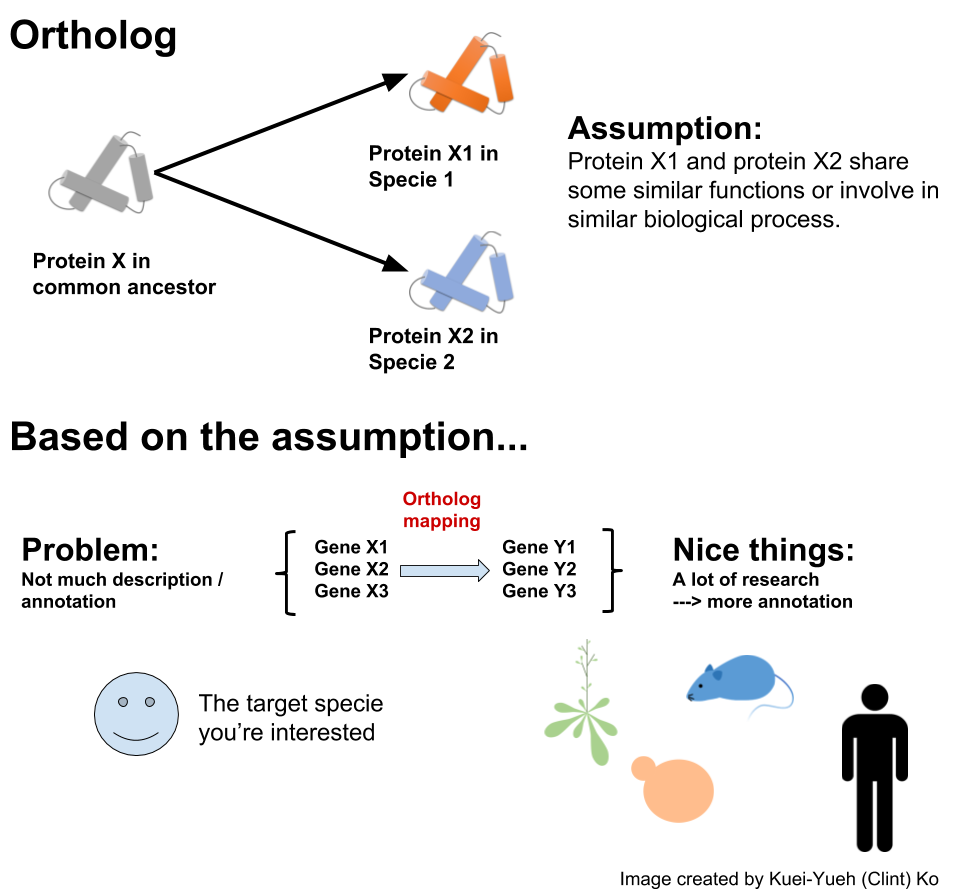 Ortholog
Protein X1 in
Specie 1
Assumption:
Protein X1 and protein X2 share
some similar functions or involve in
similar biological process.
Protein X in
common ancestor
Protein X2 in
Specie 2
Based on the assumption...
Ortholog
mapping
Problem:
Not much description /
annotation
Gene X1
Gene X2
Gene X3
Gene Y1
Gene Y2
Gene Y3
Nice things:
A lot of research
---> more annotation
The target specie
you’re interested
Image created by Kuei-Yueh (Clint) Ko